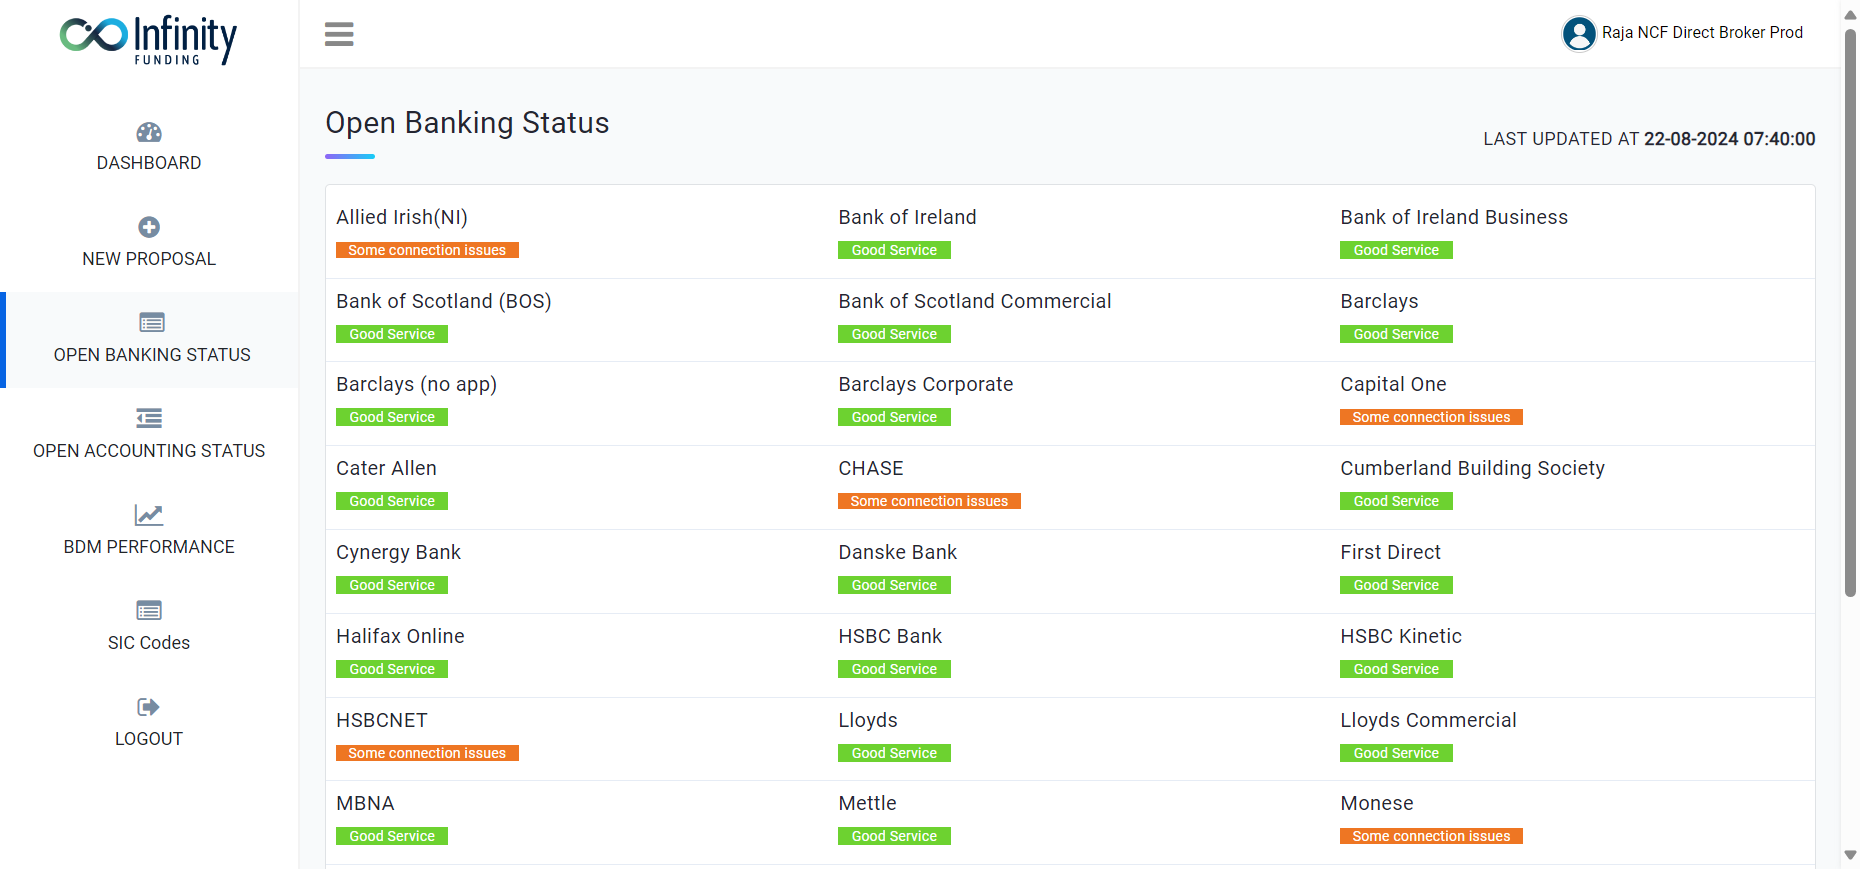 Infinity
FUNDING
Raja NCF Direct Broker Prod
DASHBOARD
NEW PROPOSAL
OPEN BANKING STATUS
OPEN ACCOUNTING STATUS
BDM PERFORMANCE
SIC Codes
LOGOUT
Open Banking Status
LAST UPDATED AT 22-08-2024 07:40:00
Allied Irish(NI) Bank of Ireland Bank of Ireland Business
Some connection issues Good Service Good Service
Bank of Scotland (BOS) Bank of Scotland Commercial Barclays
Good Service Good Service Good Service
Barclays (no app) Barclays Corporate Capital One
Good Service Good Service Some connection issues
Cater Allen CHASE Cumberland Building Society
Good Service Some connection issues Good Service
Cynergy Bank Danske Bank First Direct
Good Service Good Service Good Service
Halifax Online HSBC Bank HSBC Kinetic
Good Service Good Service Good Service
HSBCNET Lloyds Lloyds Commercial
Some connection issues Good Service Good Service
MBNA Mettle Monese
Good Service Good Service Some connection issues